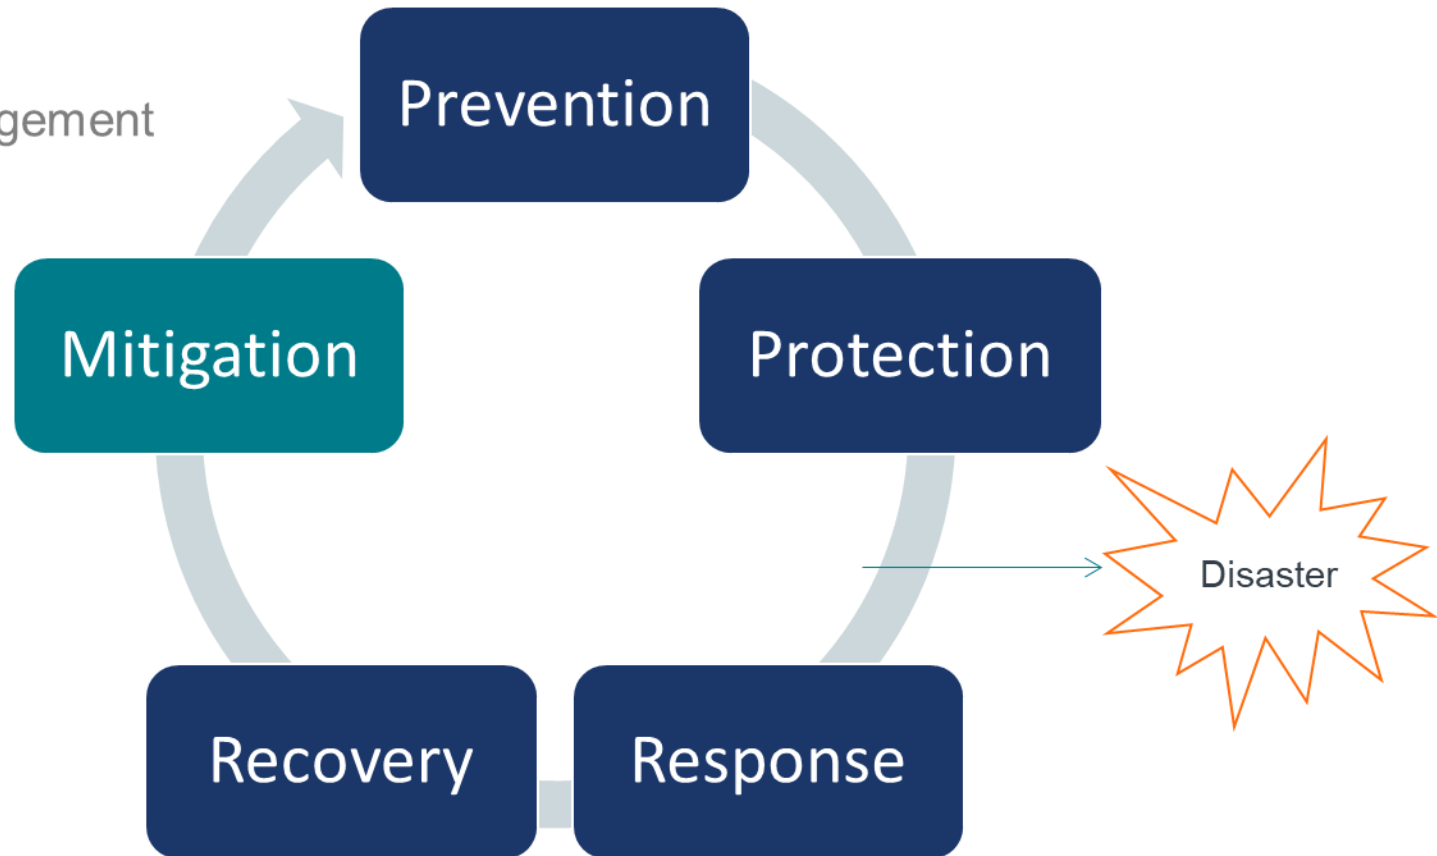 Prevention
gement
Mitigation
Protection
Disaster
Recovery
Response